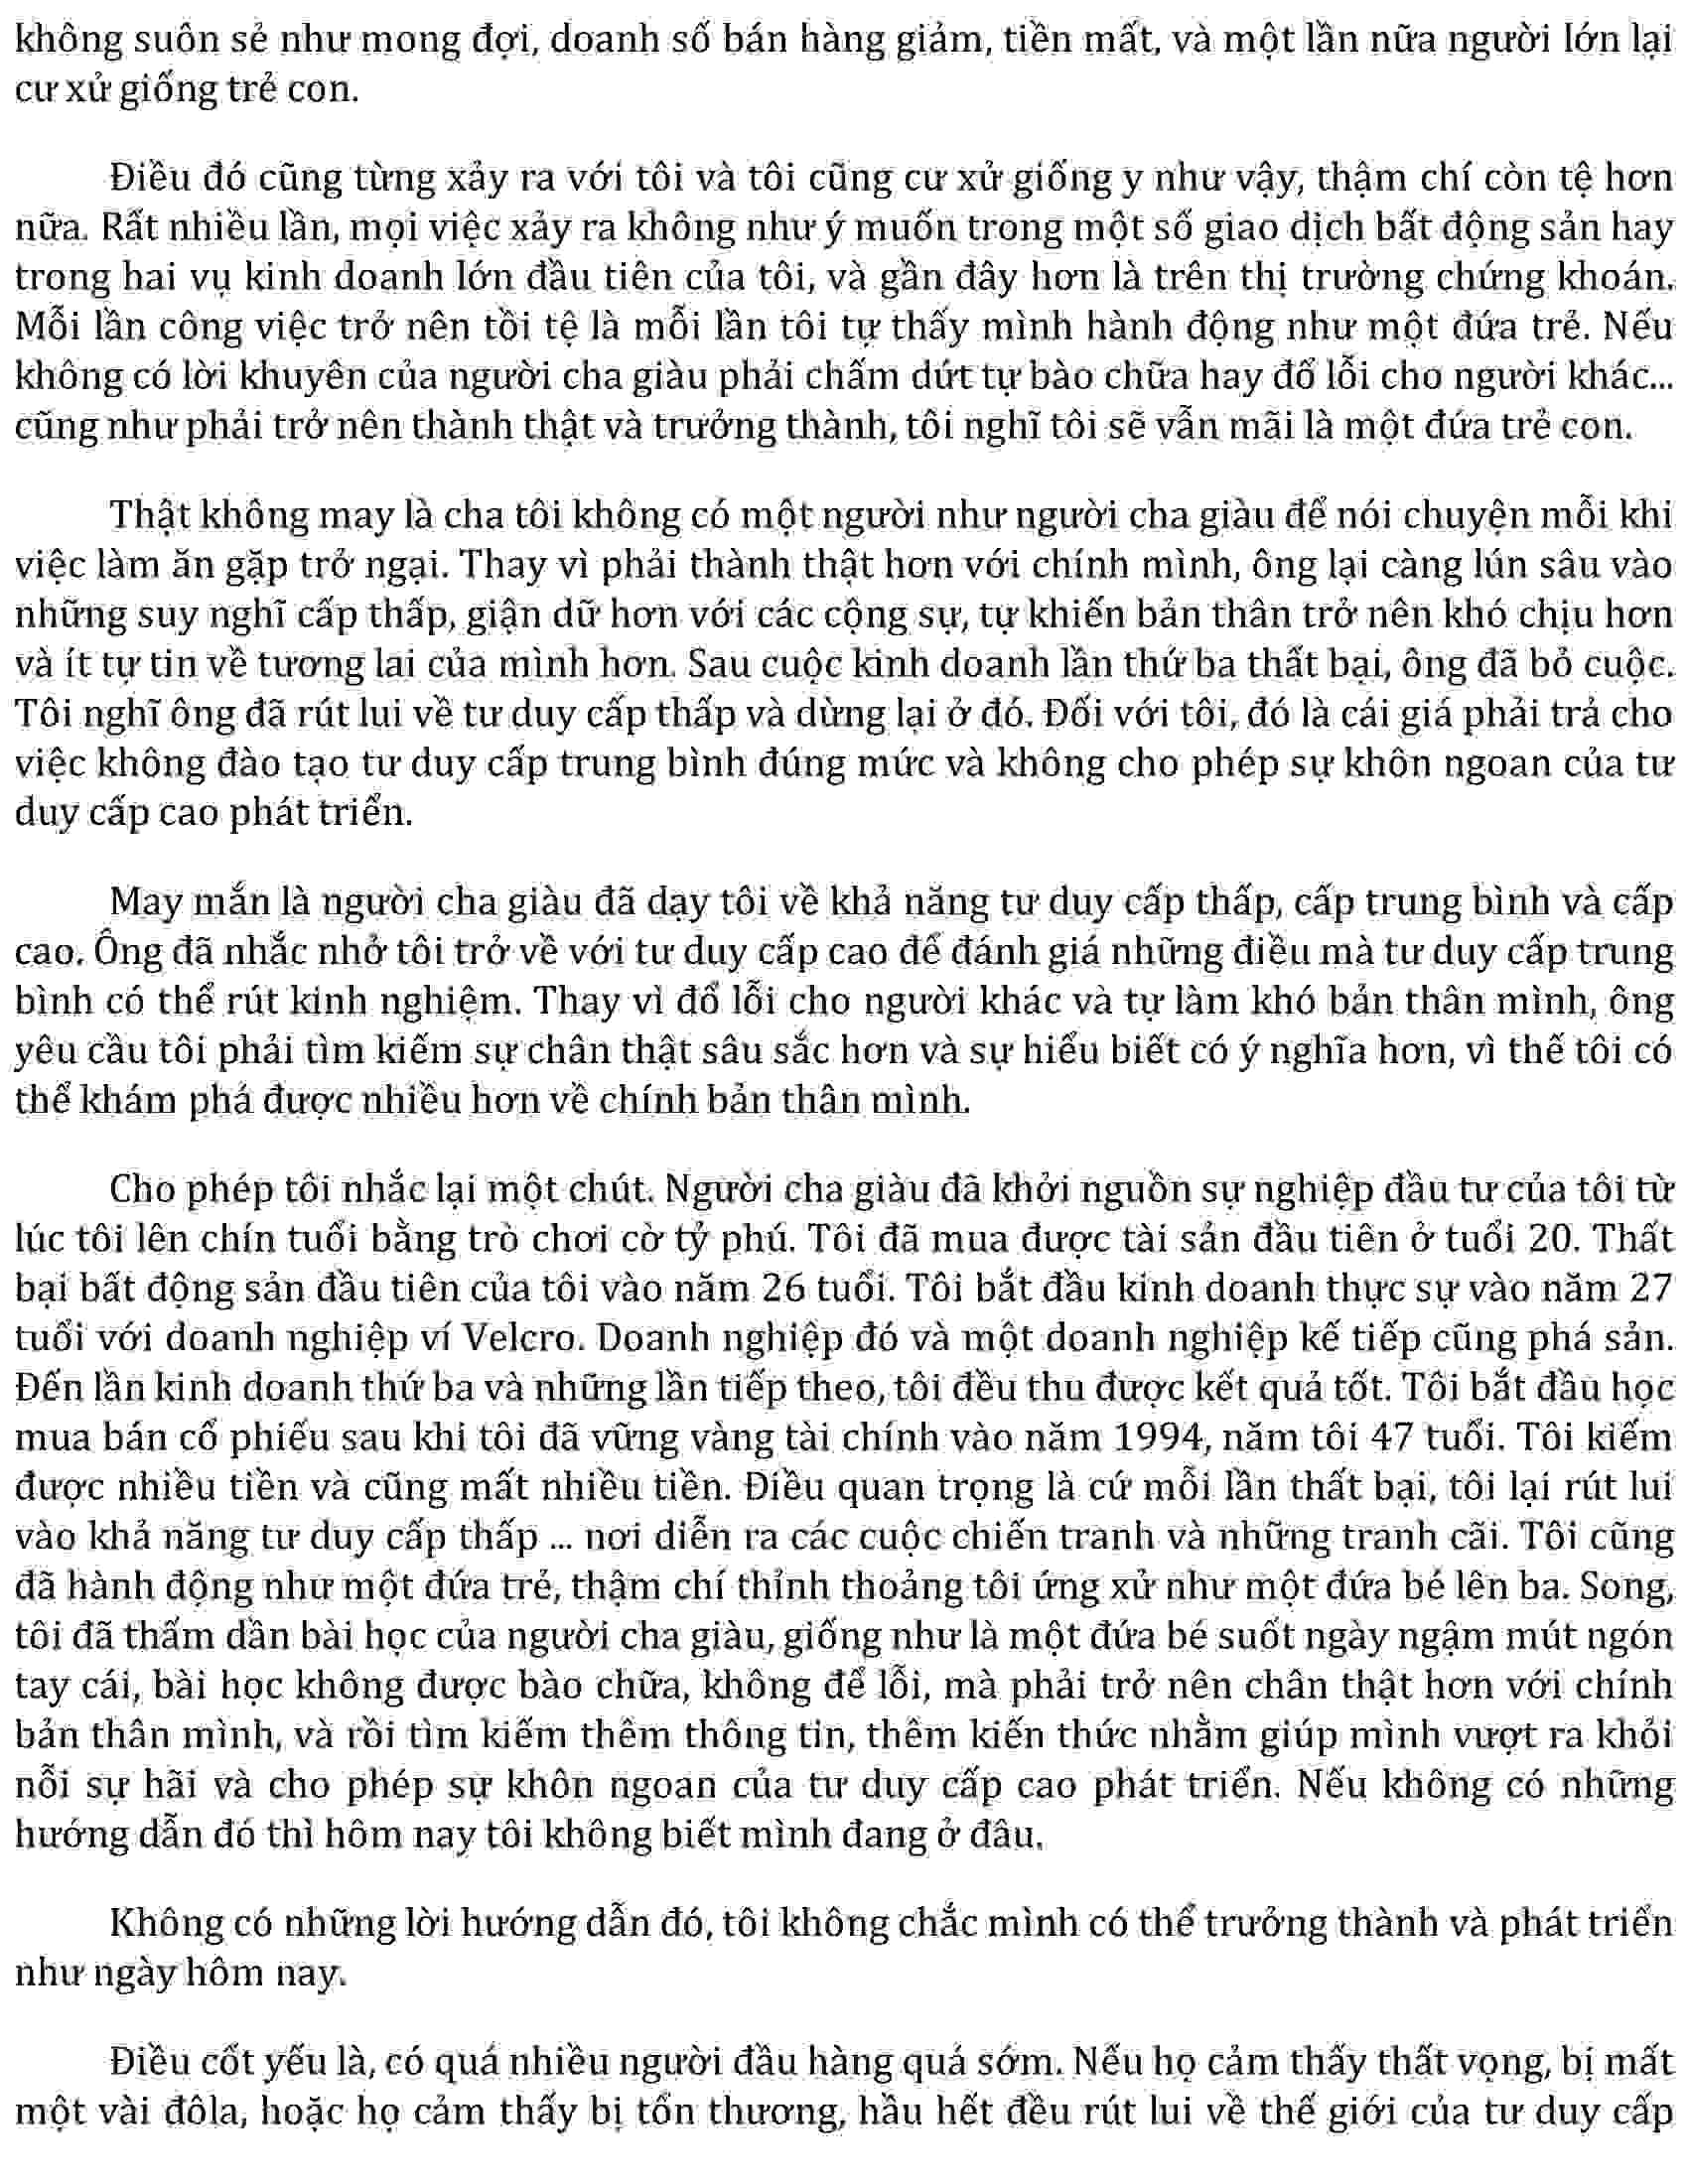 không suôn sẻ như mong đợi, doanh số bán hàng giảm, tiền mất, và một lần nữa người lớn lại
cư xử giống trẻ con.
Điều đó cũng từng xảy ra với tôi và tôi cũng cư xử giống y như vậy, thậm chí còn tệ hơn
nữa. Rất nhiều lần, mọi việc xảy ra không như ý muốn trong một số giao dịch bất động sản hay
trong hai vụ kinh doanh lớn đầu tiên của tôi, và gần đây hơn là trên thị trường chứng khoán.
Mỗi lần công việc trở nên tồi tệ là mỗi lần tôi tự thấy mình hành động như một đứa trẻ. Nếu
không có lời khuyên của người cha giàu phải chấm dứt tự bào chữa hay đổ lỗi cho người khác...
cũng như phải trở nên thành thật và trưởng thành, tôi nghĩ tôi sẽ vẫn mãi là một đứa trẻ con.
Thật không may là cha tôi không có một người như người cha giàu để nói chuyện mỗi khi
việc làm ăn gặp trở ngại. Thay vì phải thành thật hơn với chính mình, ông lại càng lún sâu vào
những suy nghĩ cấp thấp, giận dữ hơn với các cộng sự, tự khiến bản thân trở nên khó chịu hơn
và ít tự tin về tương lai của mình hơn. Sau cuộc kinh doanh lần thứ ba thất bại, ông đã bỏ cuộc.
Tôi nghĩ ông đã rút lui về tư duy cấp thấp và dừng lại ở đó. Đối với tôi, đó là cái giá phải trả cho
việc không đào tạo tư duy cấp trung bình đúng mức và không cho phép sự khôn ngoan của tư
duy cấp cao phát triển.
May mắn là người cha giàu đã dạy tôi về khả năng tư duy cấp thấp, cấp trung bình và cấp
cao. Ông đã nhắc nhở tôi trở về với tư duy cấp cao để đánh giá những điều mà tư duy cấp trung
bình có thể rút kinh nghiệm. Thay vì đổ lỗi cho người khác và tự làm khó bản thân mình, ông
yêu cầu tôi phải tìm kiếm sự chân thật sâu sắc hơn và sự hiểu biết có ý nghĩa hơn, vì thế tôi có
thể khám phá được nhiều hơn về chính bản thân mình.
Cho phép tôi nhắc lại một chút. Người cha giàu đã khởi nguồn sự nghiệp đầu tư của tôi từ
lúc tôi lên chín tuổi bằng trò chơi cờ tỷ phú. Tôi đã mua được tài sản đầu tiên ở tuổi 20. Thất
bại bất động sản đầu tiên của tôi vào năm 26 tuổi. Tôi bắt đầu kinh doanh thực sự vào năm 27
tuổi với doanh nghiệp ví Velcro. Doanh nghiệp đó và một doanh nghiệp kế tiếp cũng phá sản.
Đến lần kinh doanh thứ ba và những lần tiếp theo, tôi đều thu được kết quả tốt. Tôi bắt đầu học
mua bán cổ phiếu sau khi tôi đã vững vàng tài chính vào năm 1994, năm tôi 47 tuổi. Tôi kiếm
được nhiều tiền và cũng mất nhiều tiền. Điều quan trọng là cứ mỗi lần thất bại, tôi lại rút lui
vào khả năng tư duy cấp thấp ... nơi diễn ra các cuộc chiến tranh và những tranh cãi. Tôi cũng
đã hành động như một đứa trẻ, thậm chí thỉnh thoảng tôi ứng xử như một đứa bé lên ba. Song,
tôi đã thấm dần bài học của người cha giàu, giống như là một đứa bé suốt ngày ngậm mút ngón
tay cái, bài học không được bào chữa, không để lỗi, mà phải trở nên chân thật hơn với chính
bản thân mình, và rồi tìm kiếm thêm thông tin, thêm kiến thức nhằm giúp mình vượt ra khỏi
nỗi sự hãi và cho phép sự khôn ngoan của tư duy cấp cao phát triển. Nếu không có những
hướng dẫn đó thì hôm nay tôi không biết mình đang ở đâu.
Không có những lời hướng dẫn đó, tôi không chắc mình có thể trưởng thành và phát triển
như ngày hôm nay.
Điều cốt yếu là, có quá nhiều người đầu hàng quá sớm. Nếu họ cảm thấy thất vọng, bị mất
một vài đôla, hoặc họ cảm thấy bị tổn thương, hầu hết đều rút lui về thế giới của tư duy cấp